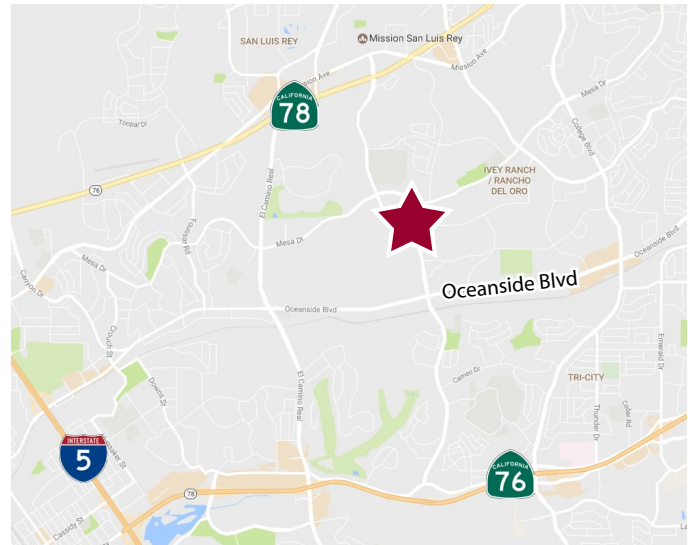 SAN LUIS REY
Mission San Luis Rey
Mission Ave
Mission Ave
CALIFORNIA
78
Mesa Dr
College Blvd
Toopal Dr
76
IVEY RANCH
/ RANCHO
DEL ORO
El Camino Real
Foussat Rd
Mesa Dr
Mesa Dr
Oceanside Blvd
Canyon Dr
Oceanside Blvd
Oceanside Blvd
Crouch St
Emerald Dr
El Camino Real
Cameo Dr
TRI-CITY
Downs St
Thunder Dr
Cedar Rd
INTERSTATE
5
CALIFORNIA
76
78
Cassidy St